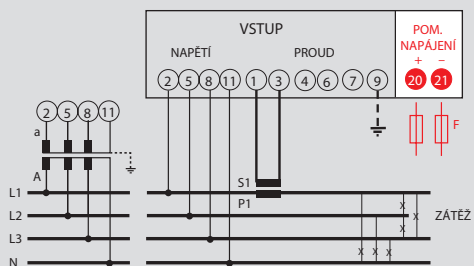 VSTUP
POM.
NAPÁJENÍ
NAPĚTÍ PROUD
+ −
2 5 8 11 1 3 4 6 7 9 20 21
2 5 8 11
a
F
A
S1
L1
P1
L2
x x
ZÁTĚŽ
x
L3
x x x
N